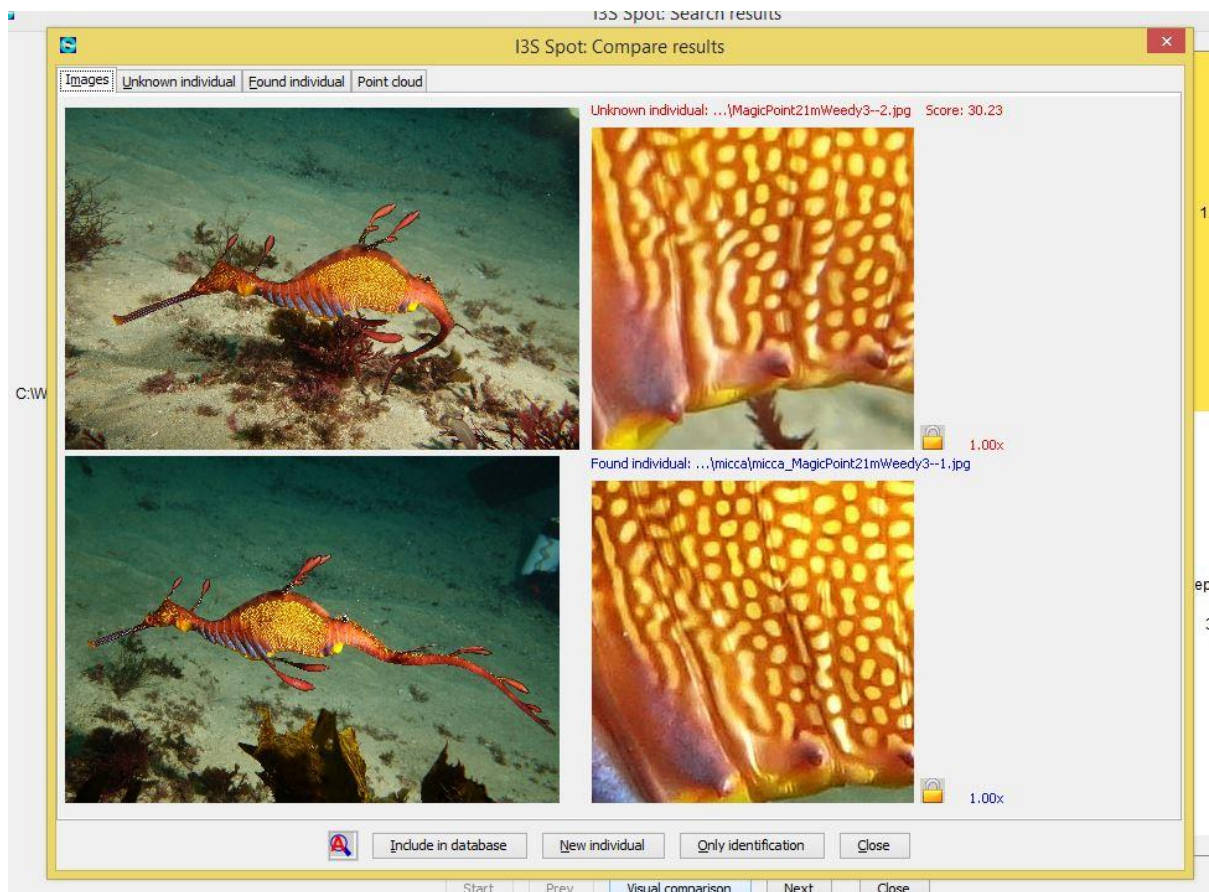 I3S Spot: Search results
I3S Spot: Compare results
Images Unknown individual Found individual Point cloud
Unknown individual: ...\MagicPoint21mWeedy3--2.jpg Score: 30.23
1.00x
Found individual: ...\micca\micca_MagicPoint21mWeedy3--1.jpg
1.00x
C:\W
1
ep
Include in database New individual Only identification Close
Start Prev Visual comparison Next Close